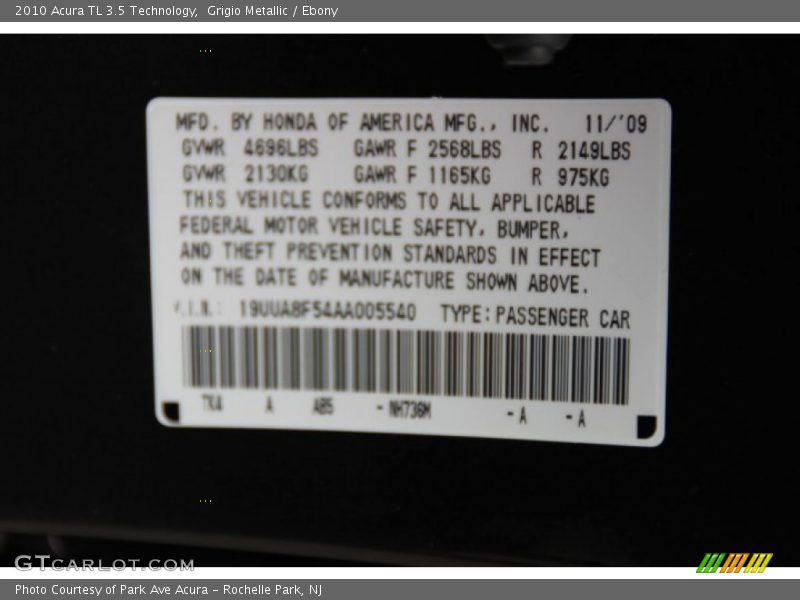 2010 Acura TL 3.5 Technology,  Grigio Metallic / Ebony
MFD. BY HONDA OF AMERICA MFG., INC. 11/'09
GVWR 4696LBS GAWR F 2568LBS R 2149LBS
GVWR 2130KG GAWR F 1165KG R 975KG
THIS VEHICLE CONFORMS TO ALL APPLICABLE
FEDERAL MOTOR VEHICLE SAFETY, BUMPER,
AND THEFT PREVENTION STANDARDS IN EFFECT
ON THE DATE OF MANUFACTURE SHOWN ABOVE.
V.I.N.: 19UUA8F54AA005540 TYPE:PASSENGER CAR
TK4 A AB5 -NH736M -A -A
GTCARLOT.COM
Photo Courtesy of Park Ave Acura - Rochelle Park, NJ